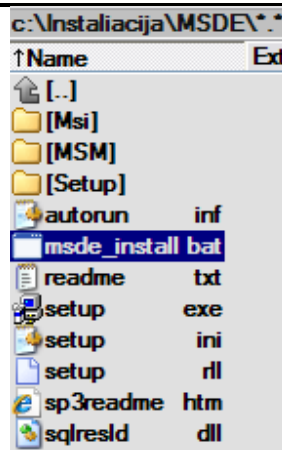 c:\Instaliacija\MSDE\*.*
↑Name Ext
[..]
[Msi]
[MSM]
[Setup]
autorun inf
msde_install bat
readme txt
setup exe
setup ini
setup rll
sp3readme htm
sqlresld dll